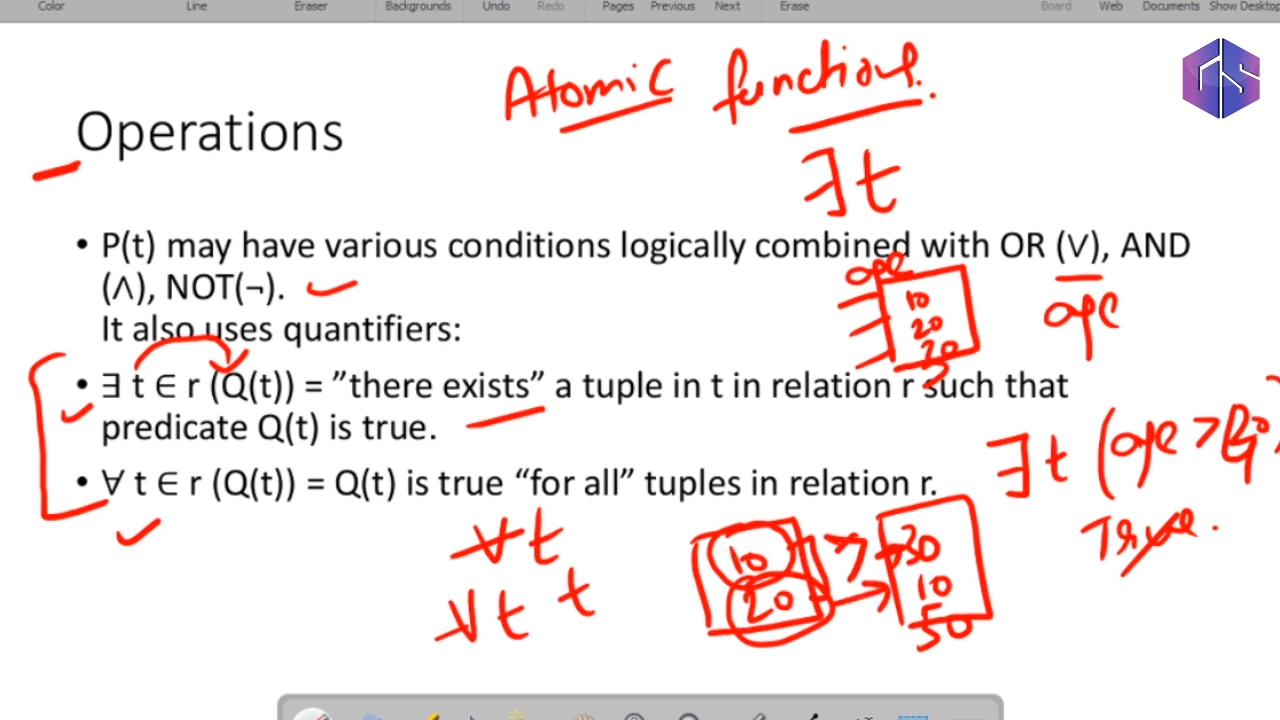 Color Line Eraser Backgrounds Undo Redo Pages Previous Next Erase Board Web Documents Show Desktop
Atomic functions.
Operations
∃ t
• P(t) may have various conditions logically combined with OR (∨), AND
(∧), NOT(¬).
It also uses quantifiers:
age
10
20
30
age
• ∃ t ∈ r (Q(t)) = ”there exists” a tuple in t in relation r such that
predicate Q(t) is true.
∃ t (age >
• ∀ t ∈ r (Q(t)) = Q(t) is true “for all” tuples in relation r.
True.
∀ t
10
20
30
10
50
∀ t t